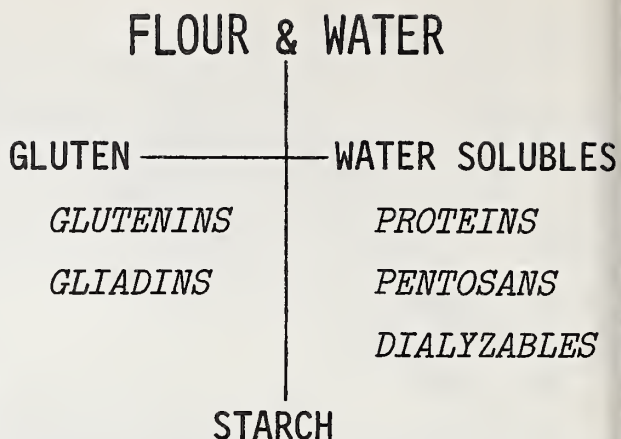 FLOUR & WATER
GLUTEN WATER SOLUBLES
GLUTENINS PROTEINS
GLIADINS PENTOSANS
DIALYZABLES
STARCH